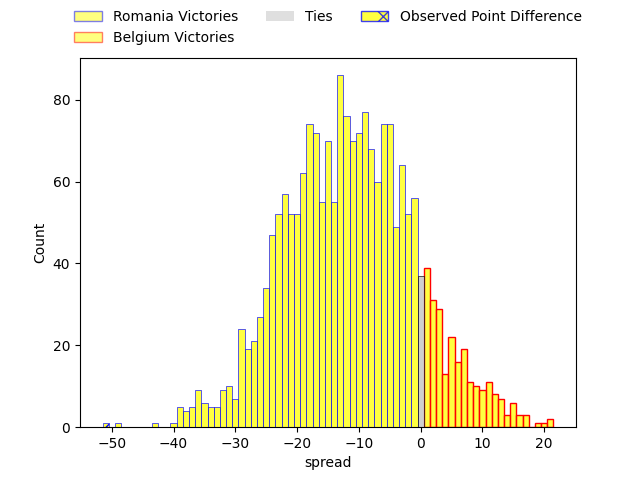 Romania Victories
Ties
Observed Point Difference
Belgium Victories
80
60
40
20
0
Count
−50
−40
−30
−20
−10
0
10
20
spread